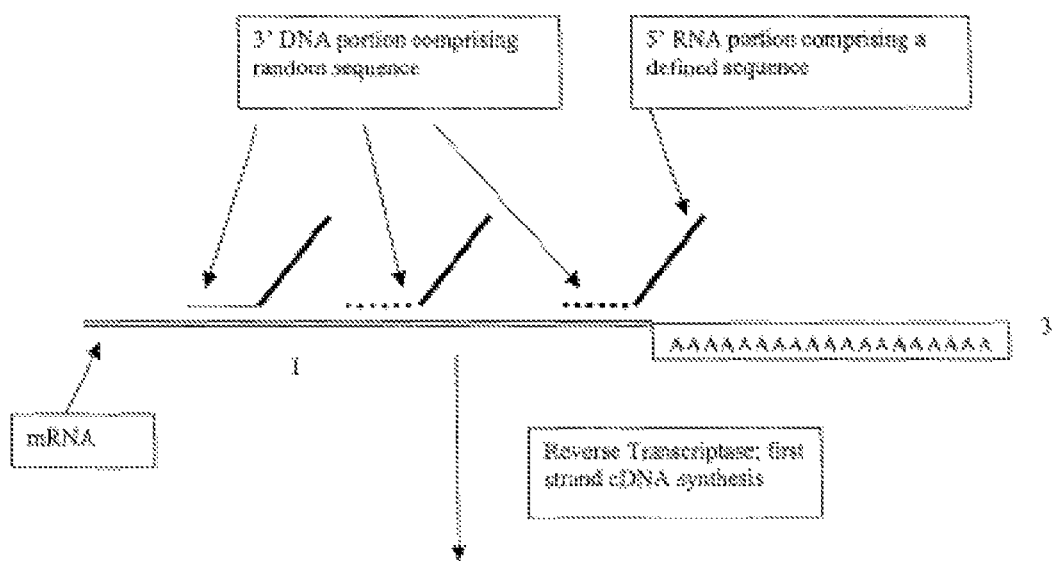 3' DNA portion comprising
random sequence
5' RNA portion comprising a
defined sequence
3
AAAAAAAAAAAAAAAAAAA
1
mRNA
Reverse Transcriptase; first
strand cDNA synthesis